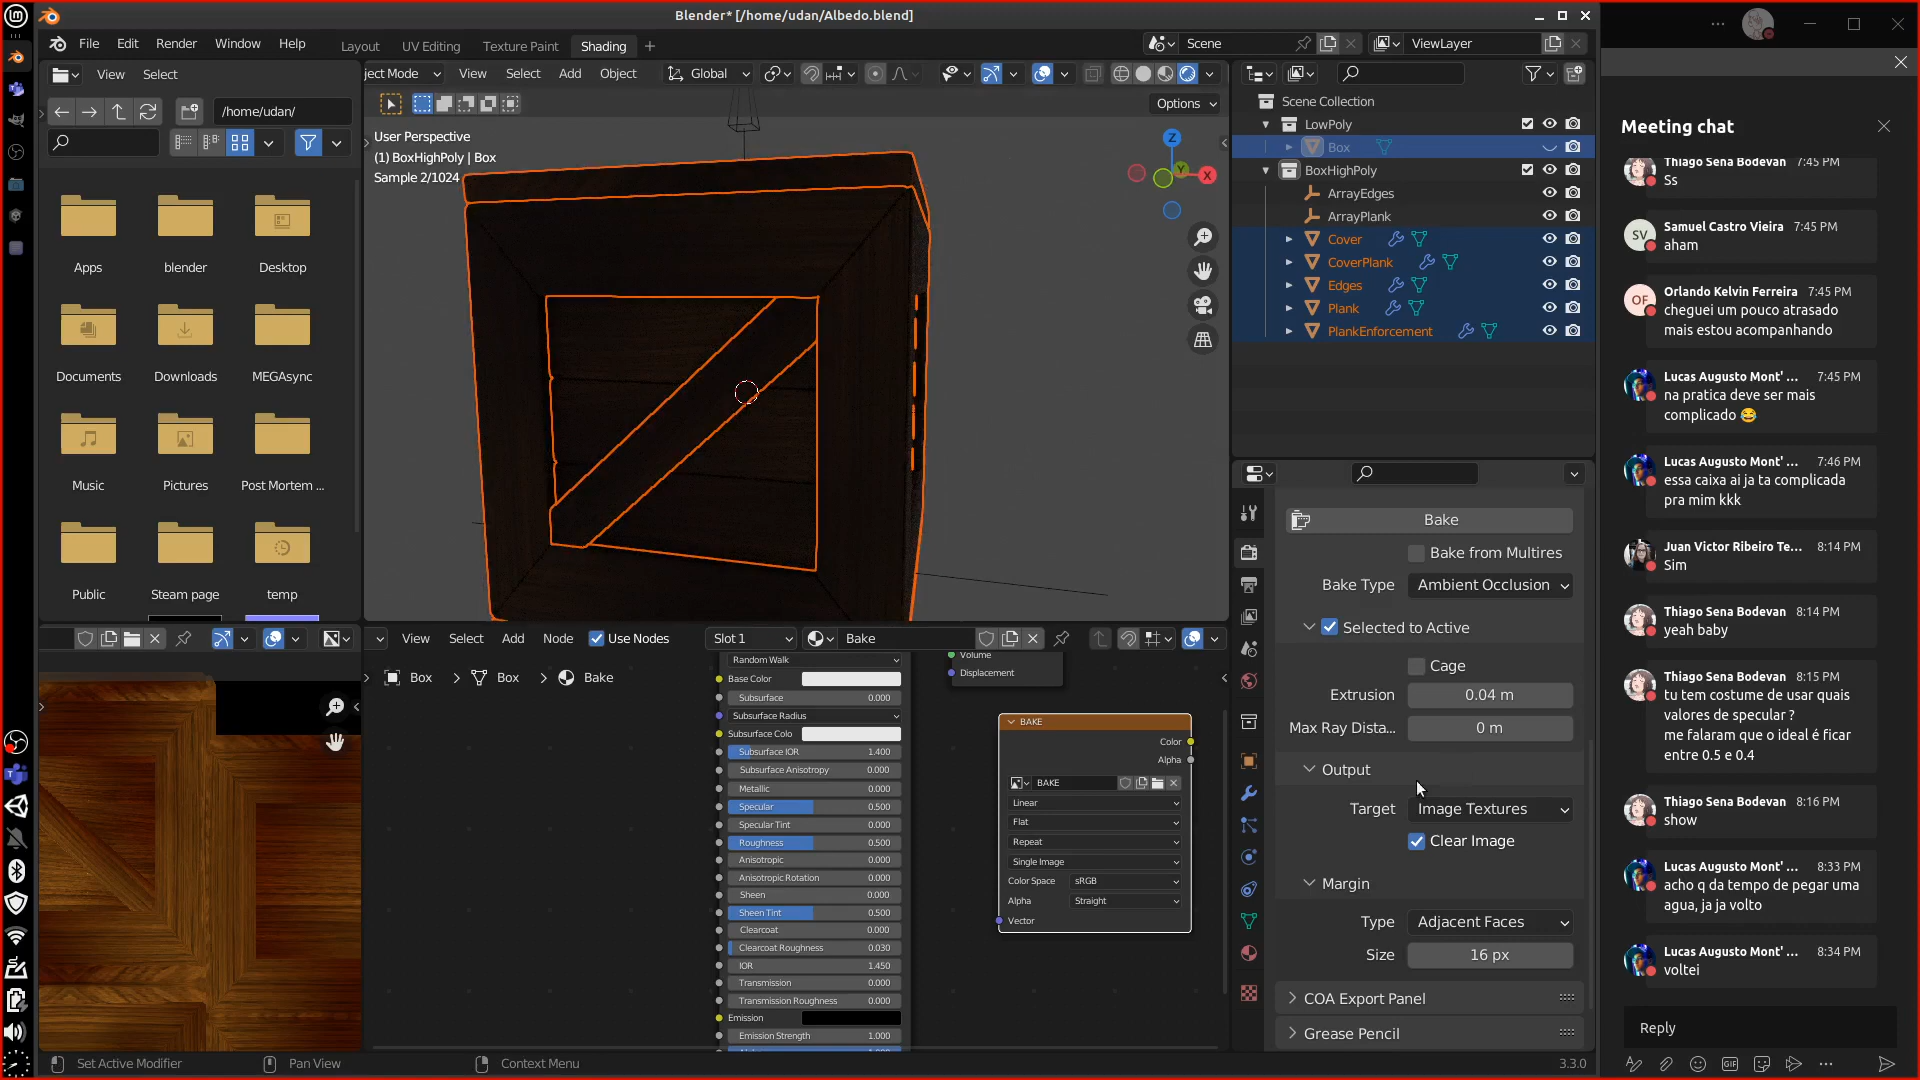 Blender* [/home/udan/Albedo.blend]
File Edit Render Window Help
Layout UV Editing Texture Paint Shading +
Scene
ViewLayer
View Select
/home/udan/
Apps
blender
Desktop
Documents
Downloads
MEGAsync
Music
Pictures
Post Mortem ...
Public
Steam page
temp
ject Mode View Select Add Object Global
Options
User Perspective
(1) BoxHighPoly | Box
Sample 2/1024
Z
Y
X
Scene Collection
LowPoly
Box
BoxHighPoly
ArrayEdges
ArrayPlank
Cover
CoverPlank
Edges
Plank
PlankEnforcement
View Select Add Node Use Nodes Slot 1 Bake
Box > Box > Bake
Random Walk
Base Color
Subsurface 0.000
Subsurface Radius
Subsurface Colo
Subsurface IOR 1.400
Subsurface Anisotropy 0.000
Metallic 0.000
Specular 0.500
Specular Tint 0.000
Roughness 0.500
Anisotropic 0.000
Anisotropic Rotation 0.000
Sheen 0.000
Sheen Tint 0.500
Clearcoat 0.000
Clearcoat Roughness 0.030
IOR 1.450
Transmission 0.000
Transmission Roughness 0.000
Emission
Emission Strength 1.000
Volume
Displacement
BAKE
Color
Alpha
BAKE
Linear
Flat
Repeat
Single Image
Color Space sRGB
Alpha Straight
Vector
Bake
Bake from Multires
Bake Type Ambient Occlusion
Selected to Active
Cage
Extrusion 0.04 m
Max Ray Dista... 0 m
Output
Target Image Textures
Clear Image
Margin
Type Adjacent Faces
Size 16 px
COA Export Panel
Grease Pencil
Set Active Modifier
Pan View
Context Menu
3.3.0
Meeting chat
Thiago Sena Bodevan 7:45 PM
Ss
SV
Samuel Castro Vieira 7:45 PM
aham
OF
Orlando Kelvin Ferreira 7:45 PM
cheguei um pouco atrasado
mais estou acompanhando
Lucas Augusto Mont' ... 7:45 PM
na pratica deve ser mais
complicado 😂
Lucas Augusto Mont' ... 7:46 PM
essa caixa ai ja ta complicada
pra mim kkk
Juan Victor Ribeiro Te... 8:14 PM
Sim
Thiago Sena Bodevan 8:14 PM
yeah baby
Thiago Sena Bodevan 8:15 PM
tu tem costume de usar quais
valores de specular ?
me falaram que o ideal é ficar
entre 0.5 e 0.4
Thiago Sena Bodevan 8:16 PM
show
Lucas Augusto Mont' ... 8:33 PM
acho q da tempo de pegar uma
agua, ja ja volto
Lucas Augusto Mont' ... 8:34 PM
voltei
Reply
GIF